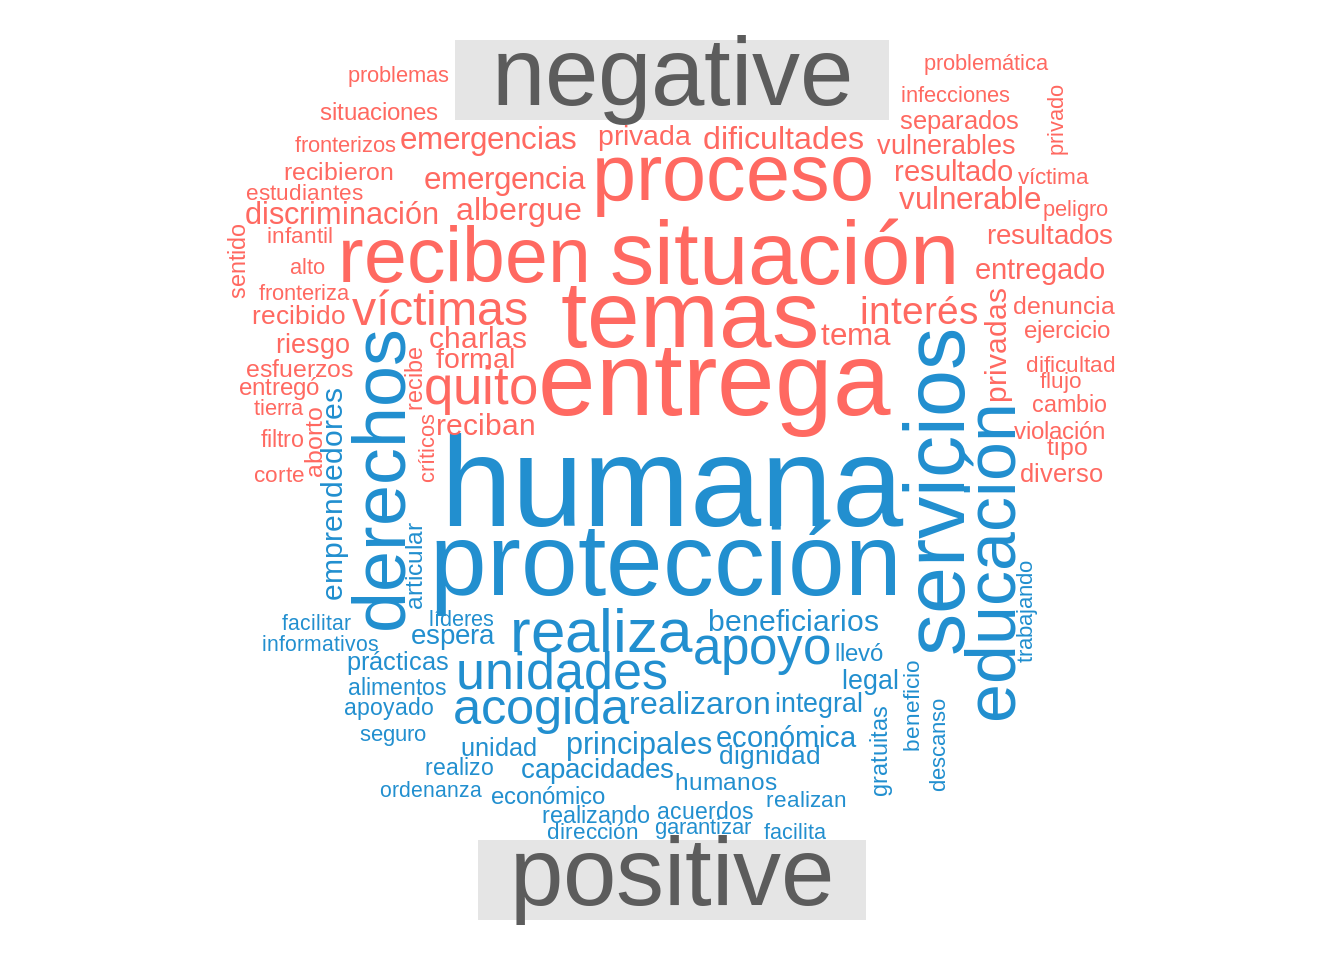 negative
problemática
problemas
infecciones
privado
situaciones
separados
fronterizos
emergencias
privada
dificultades
vulnerables
recibieron
emergencia
proceso
resultado
víctima
estudiantes
discriminación
albergue
vulnerable
peligro
sentido
infantil
reciben
situación
resultados
alto
entregado
fronteriza
víctimas
temas
interés
privadas
denuncia
recibido
charlas
tema
ejercicio
riesgo
formal
esfuerzos
recibe
dificultad
entregó
quito
entrega
flujo
tierra
cambio
filtro
aborto
críticos
reciban
violación
tipo
corte
diverso
emprendedores
derechos
humana
servicios
educación
articular
protección
trabajando
facilitar
líderes
realiza
beneficiarios
informativos
espera
apoyo
llevó
prácticas
unidades
legal
alimentos
apoyado
acogida
realizaron
integral
gratuitas
beneficio
descanso
seguro
unidad
principales
económica
dignidad
realizo
capacidades
humanos
ordenanza
económico
realizan
realizando
acuerdos
dirección
garantizar
facilita
positive